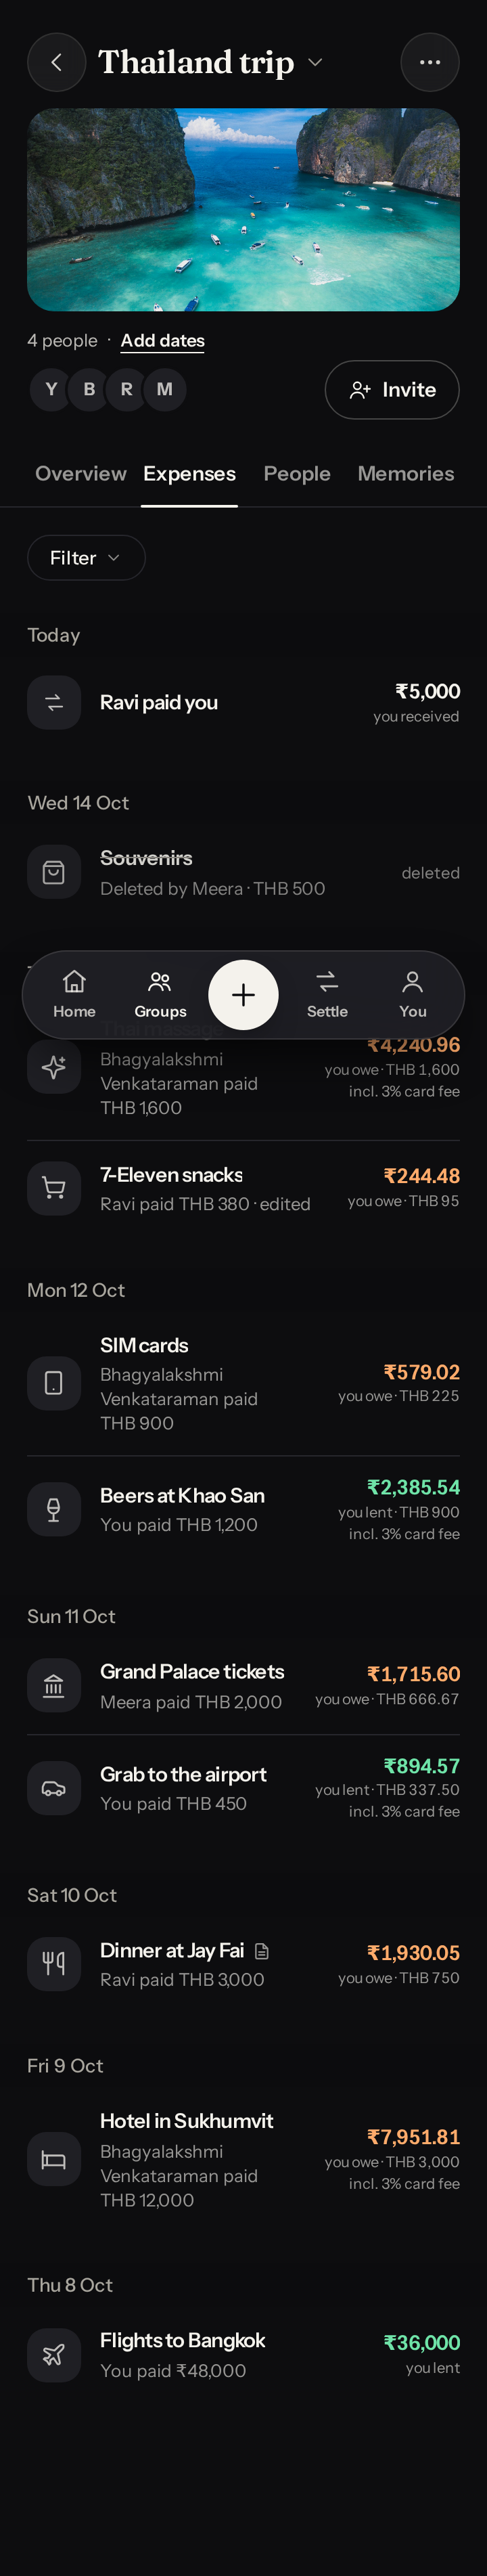 Thailand trip
4 people · Add dates
Y B R M
Invite
Overview Expenses People Memories
Filter
Today
Ravi paid you
₹5,000
you received
Wed 14 Oct
Souvenirs
Deleted by Meera · THB 500
deleted
Home Groups Settle You
Thai massage
Bhagyalakshmi
Venkataraman paid
THB 1,600
₹4,240.96
you owe · THB 1,600
incl. 3% card fee
7-Eleven snacks
Ravi paid THB 380 · edited
₹244.48
you owe · THB 95
Mon 12 Oct
SIM cards
Bhagyalakshmi
Venkataraman paid
THB 900
₹579.02
you owe · THB 225
Beers at Khao San
You paid THB 1,200
₹2,385.54
you lent · THB 900
incl. 3% card fee
Sun 11 Oct
Grand Palace tickets
Meera paid THB 2,000
₹1,715.60
you owe · THB 666.67
Grab to the airport
You paid THB 450
₹894.57
you lent · THB 337.50
incl. 3% card fee
Sat 10 Oct
Dinner at Jay Fai
Ravi paid THB 3,000
₹1,930.05
you owe · THB 750
Fri 9 Oct
Hotel in Sukhumvit
Bhagyalakshmi
Venkataraman paid
THB 12,000
₹7,951.81
you owe · THB 3,000
incl. 3% card fee
Thu 8 Oct
Flights to Bangkok
You paid ₹48,000
₹36,000
you lent